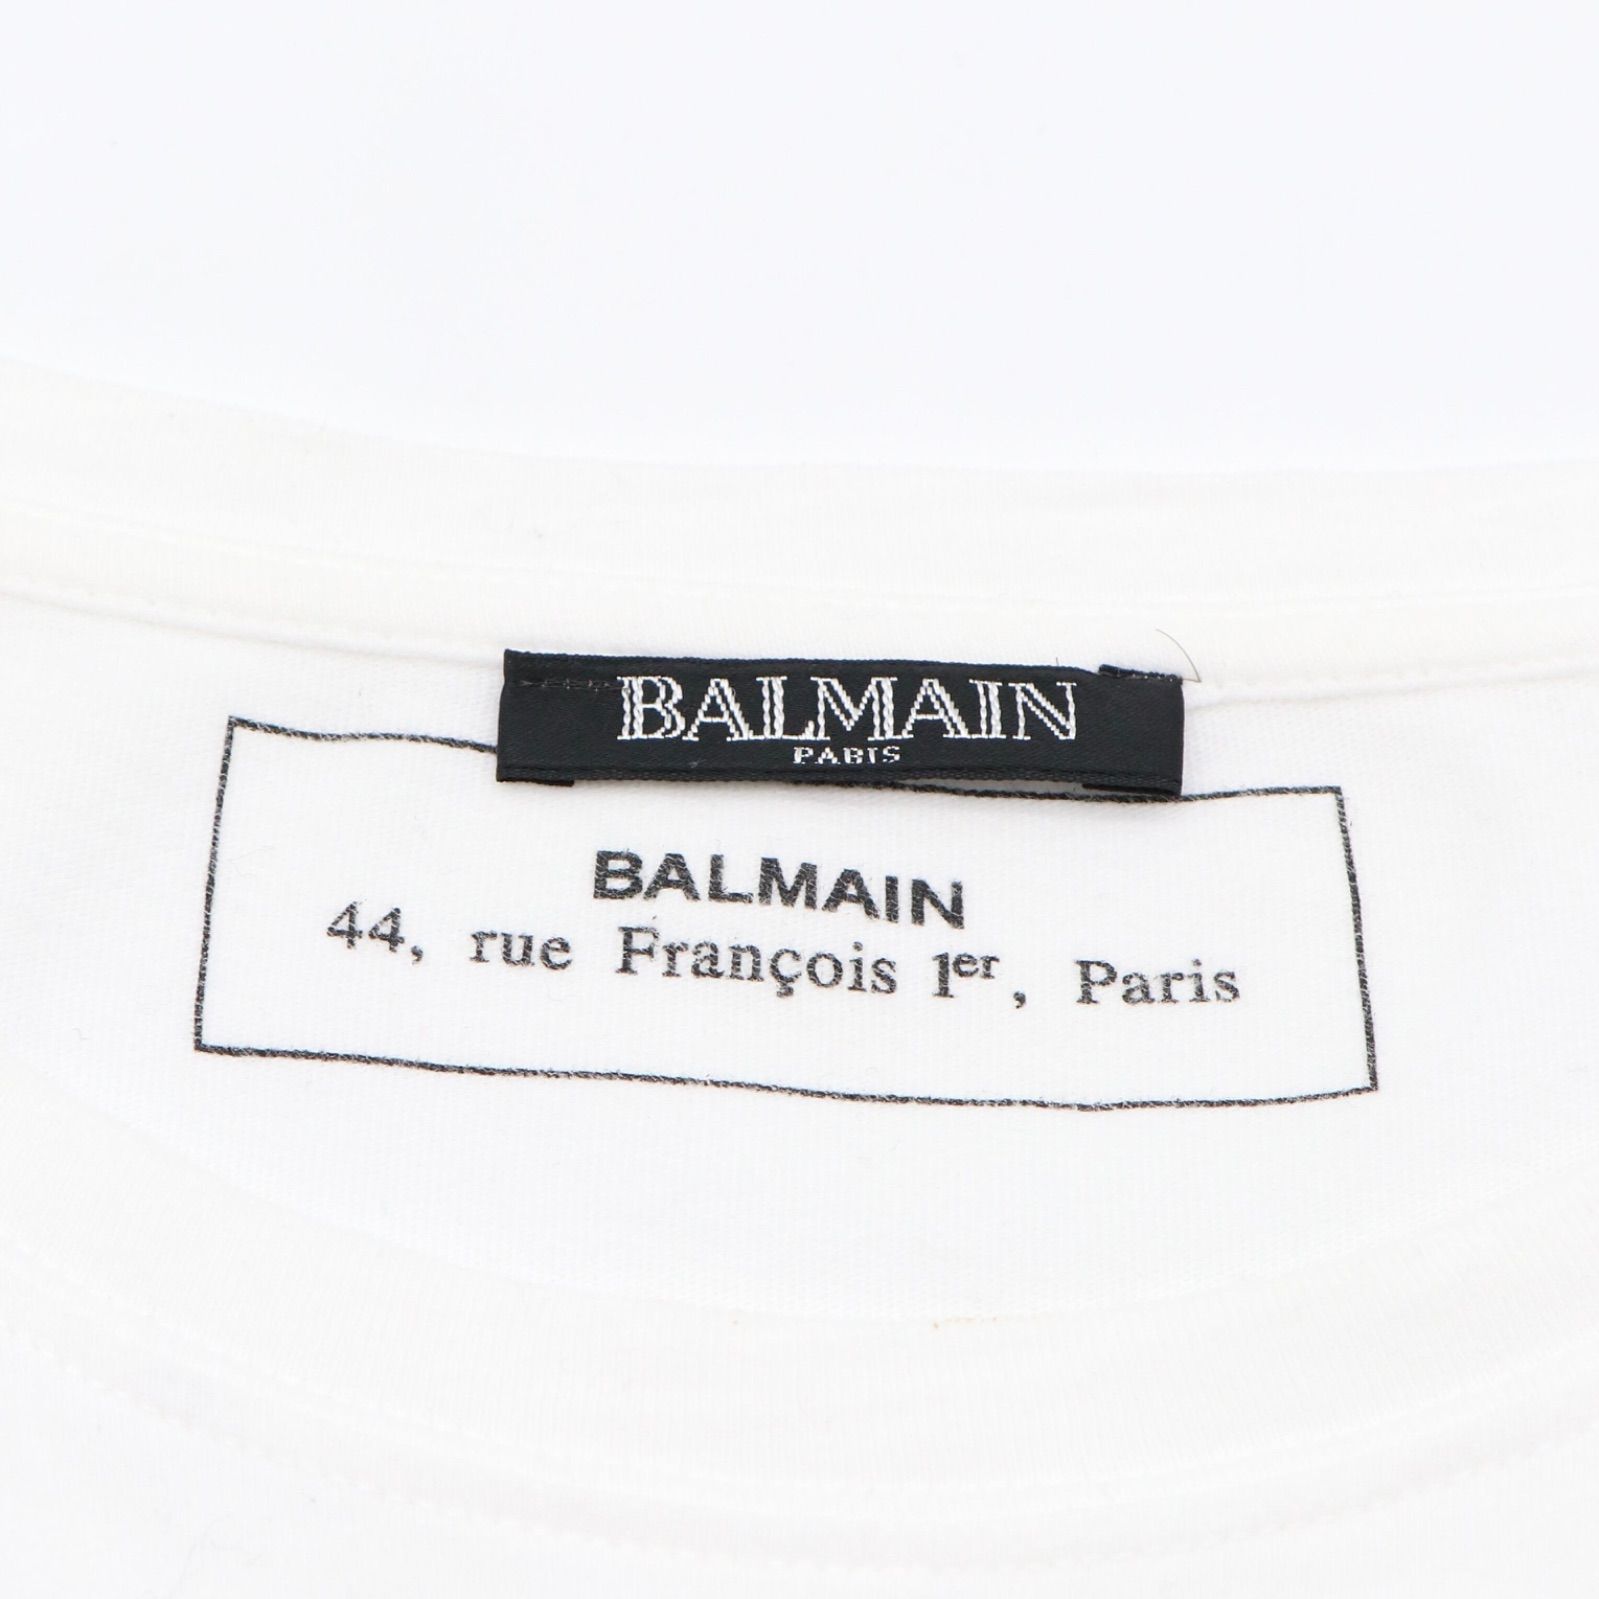 BALMAIN
PARIS
BALMAIN
44, rue François 1er, Paris